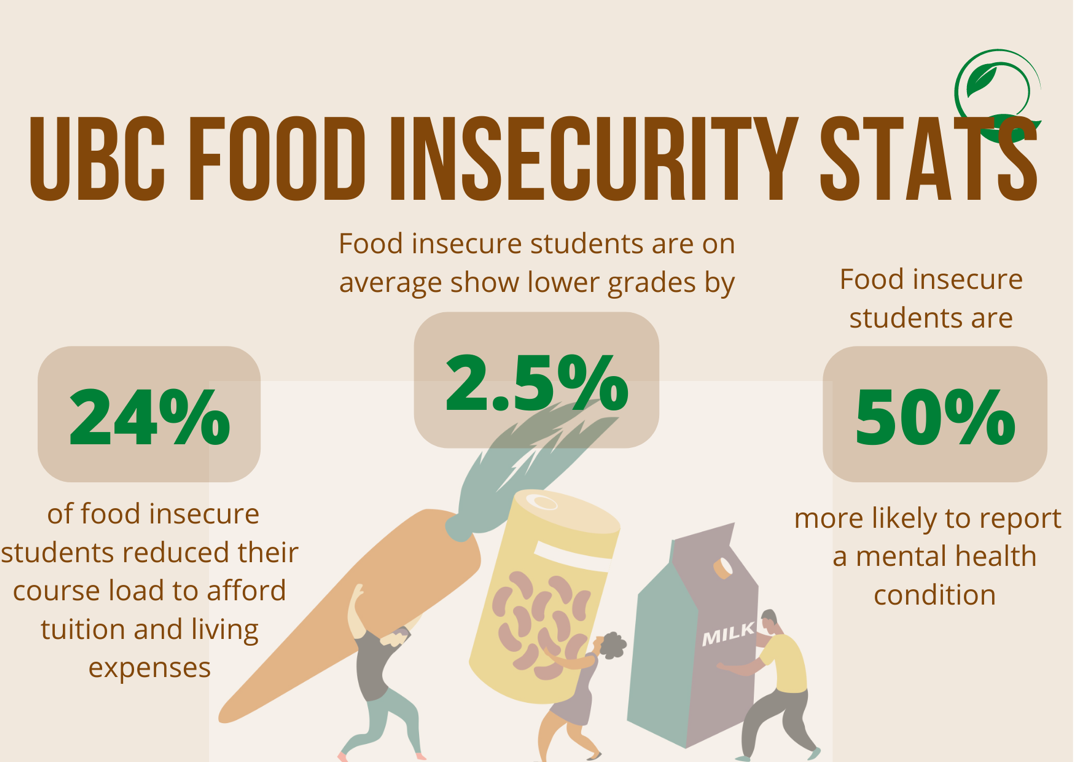 UBC FOOD INSECURITY STATS
Food insecure students are on
average show lower grades by
2.5%
24%
of food insecure
students reduced their
course load to afford
tuition and living
expenses
Food insecure
students are
50%
more likely to report
a mental health
condition
MILK